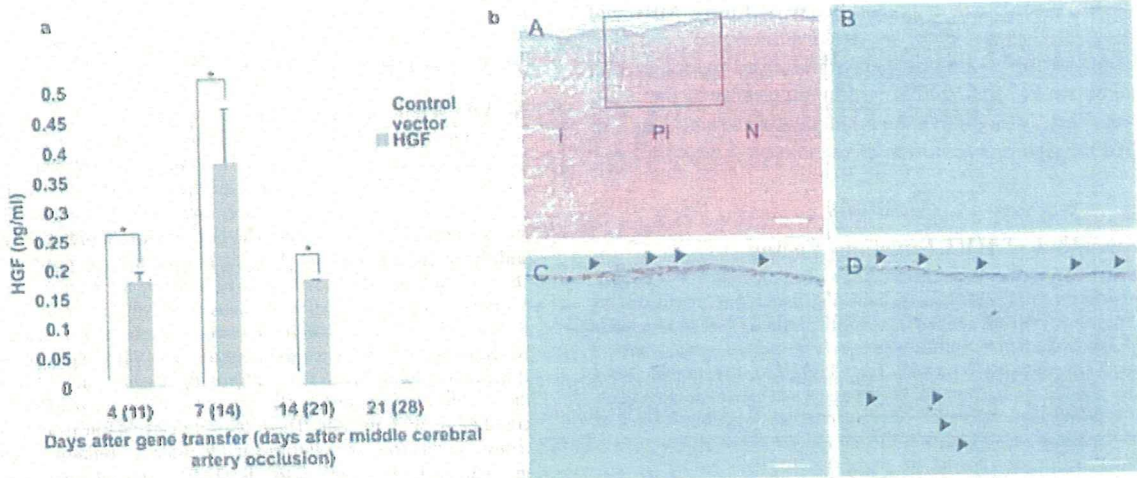 a
0.5
0.45
0.4
0.35
0.3
0.25
0.2
0.15
0.1
0.05
0
HGF (ng/ml)
*
*
*
Control
vector
HGF
4 (11)
7 (14)
14 (21)
21 (28)
Days after gene transfer (days after middle cerebral
artery occlusion)
b
A
I
PI
N
B
C
D